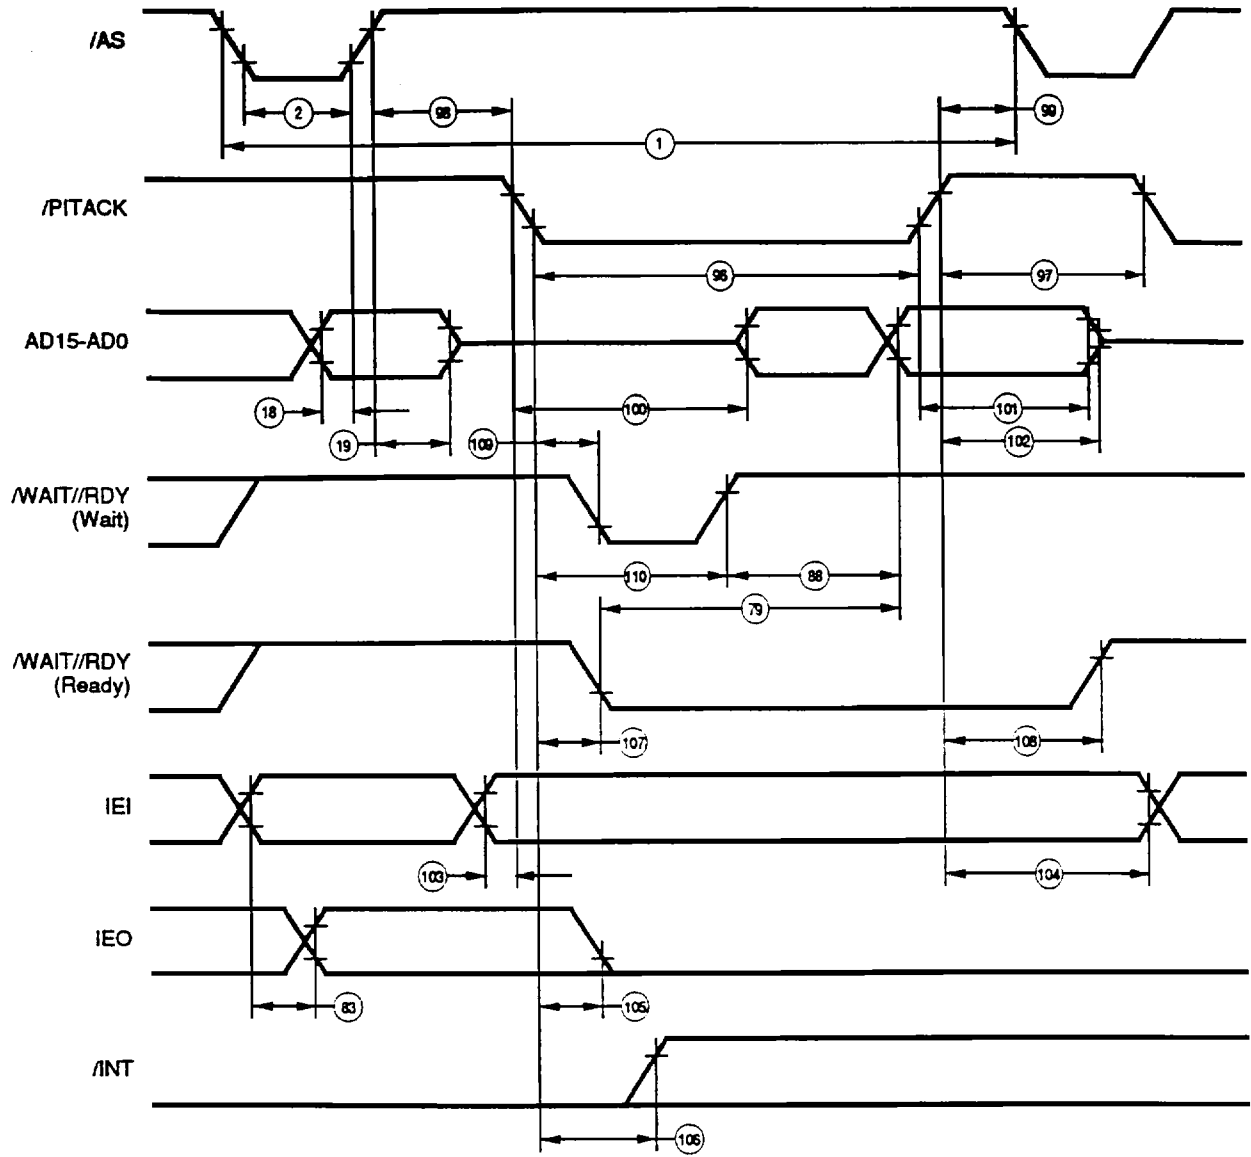 /AS
2
98
99
1
/PITACK
96
97
AD15-AD0
18
100
101
19
109
102
/WAIT//RDY
(Wait)
110
88
79
/WAIT//RDY
(Ready)
107
108
IEI
103
104
IEO
83
105
/INT
106